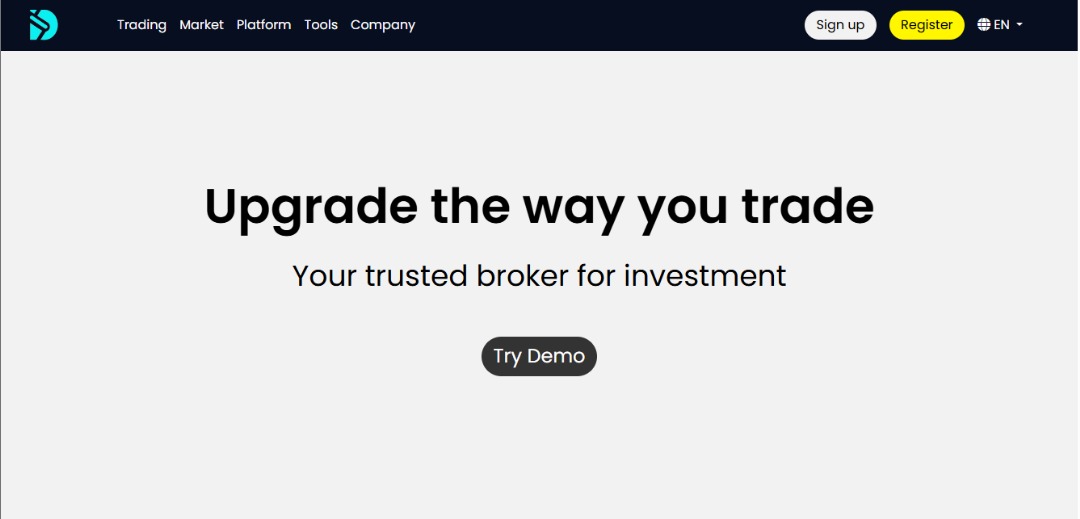 Trading Market Platform Tools Company Sign up Register EN
Upgrade the way you trade
Your trusted broker for investment
Try Demo